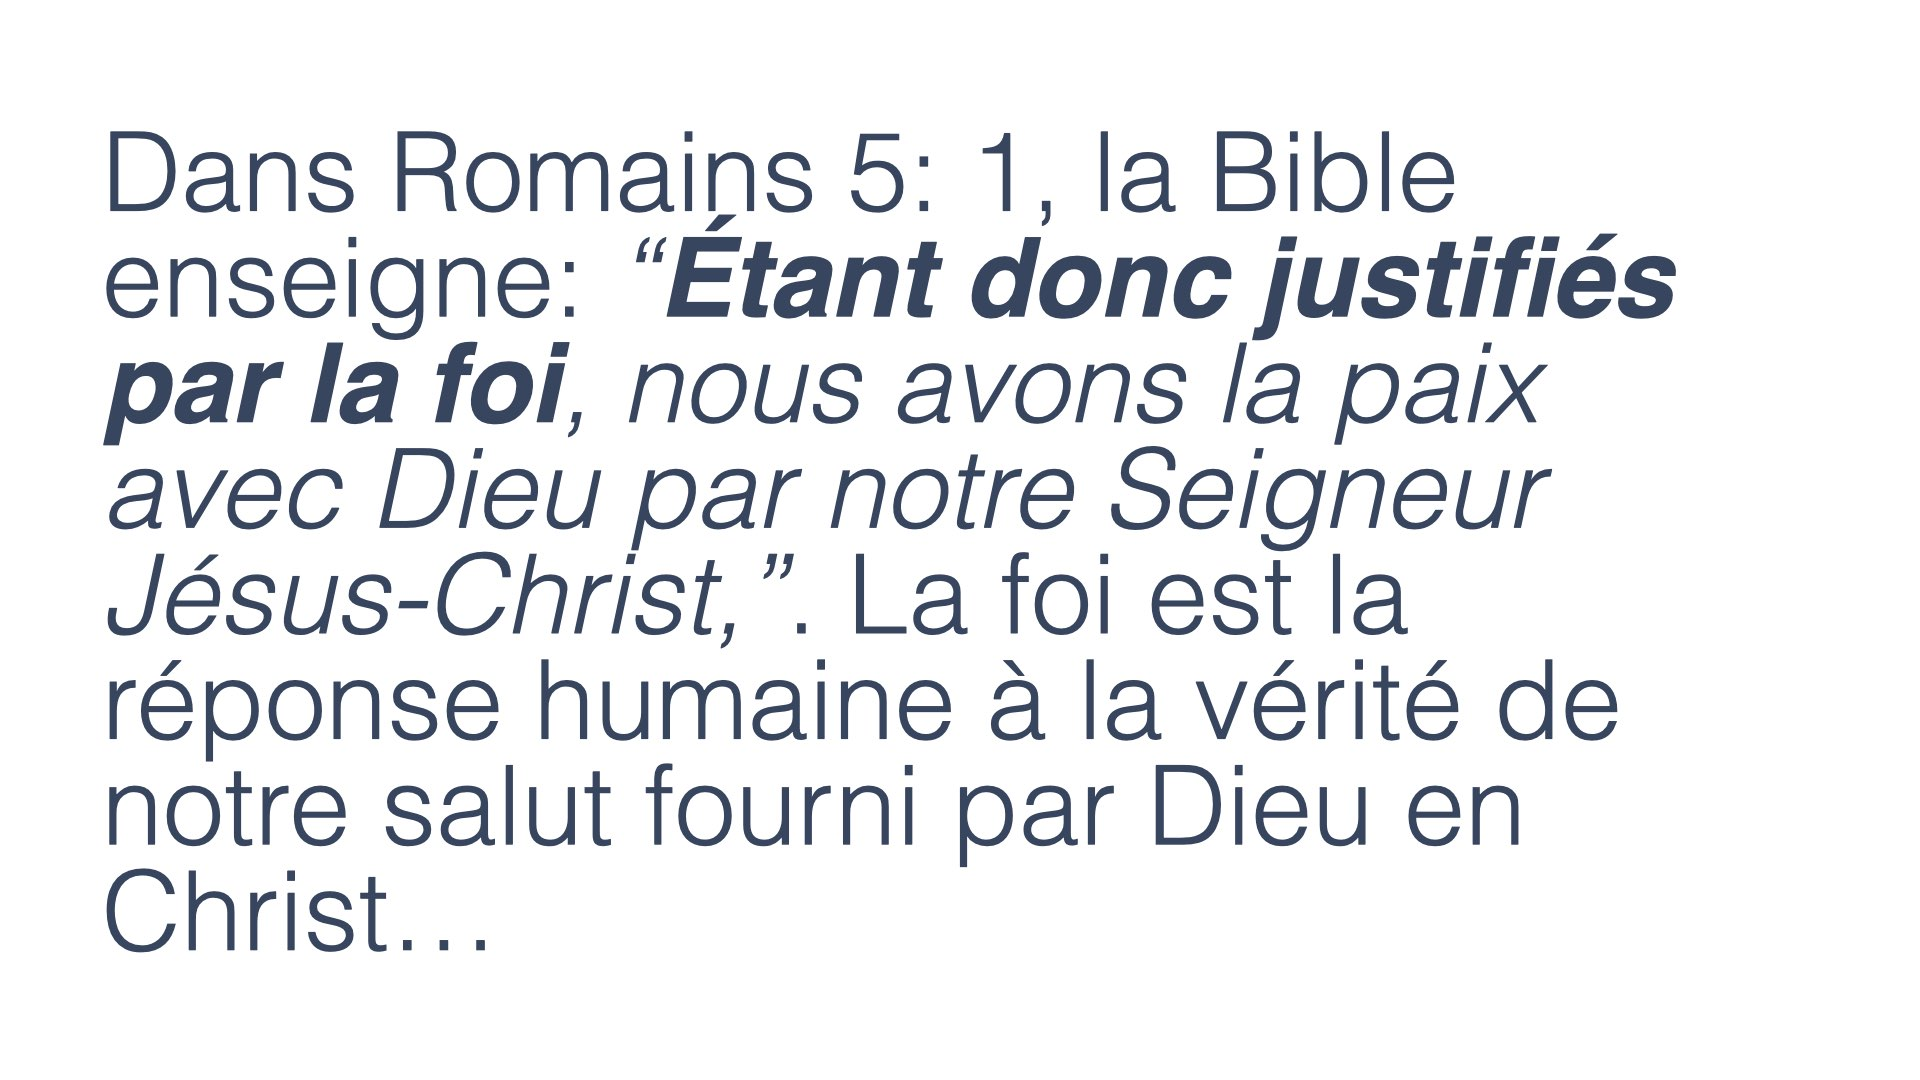 Dans Romains 5: 1, la Bible
enseigne: “Étant donc justifiés
par la foi, nous avons la paix
avec Dieu par notre Seigneur
Jésus-Christ,”. La foi est la
réponse humaine à la vérité de
notre salut fourni par Dieu en
Christ…